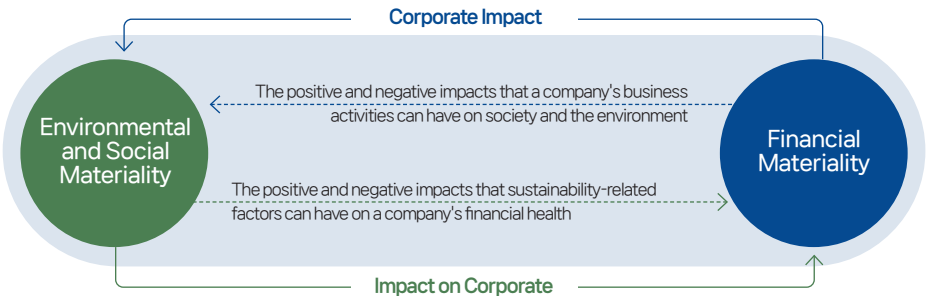 Corporate Impact
The positive and negative impacts that a company's business
activities can have on society and the environment
Environmental
and Social
Materiality
Financial
Materiality
The positive and negative impacts that sustainability-related
factors can have on a company's financial health
Impact on Corporate